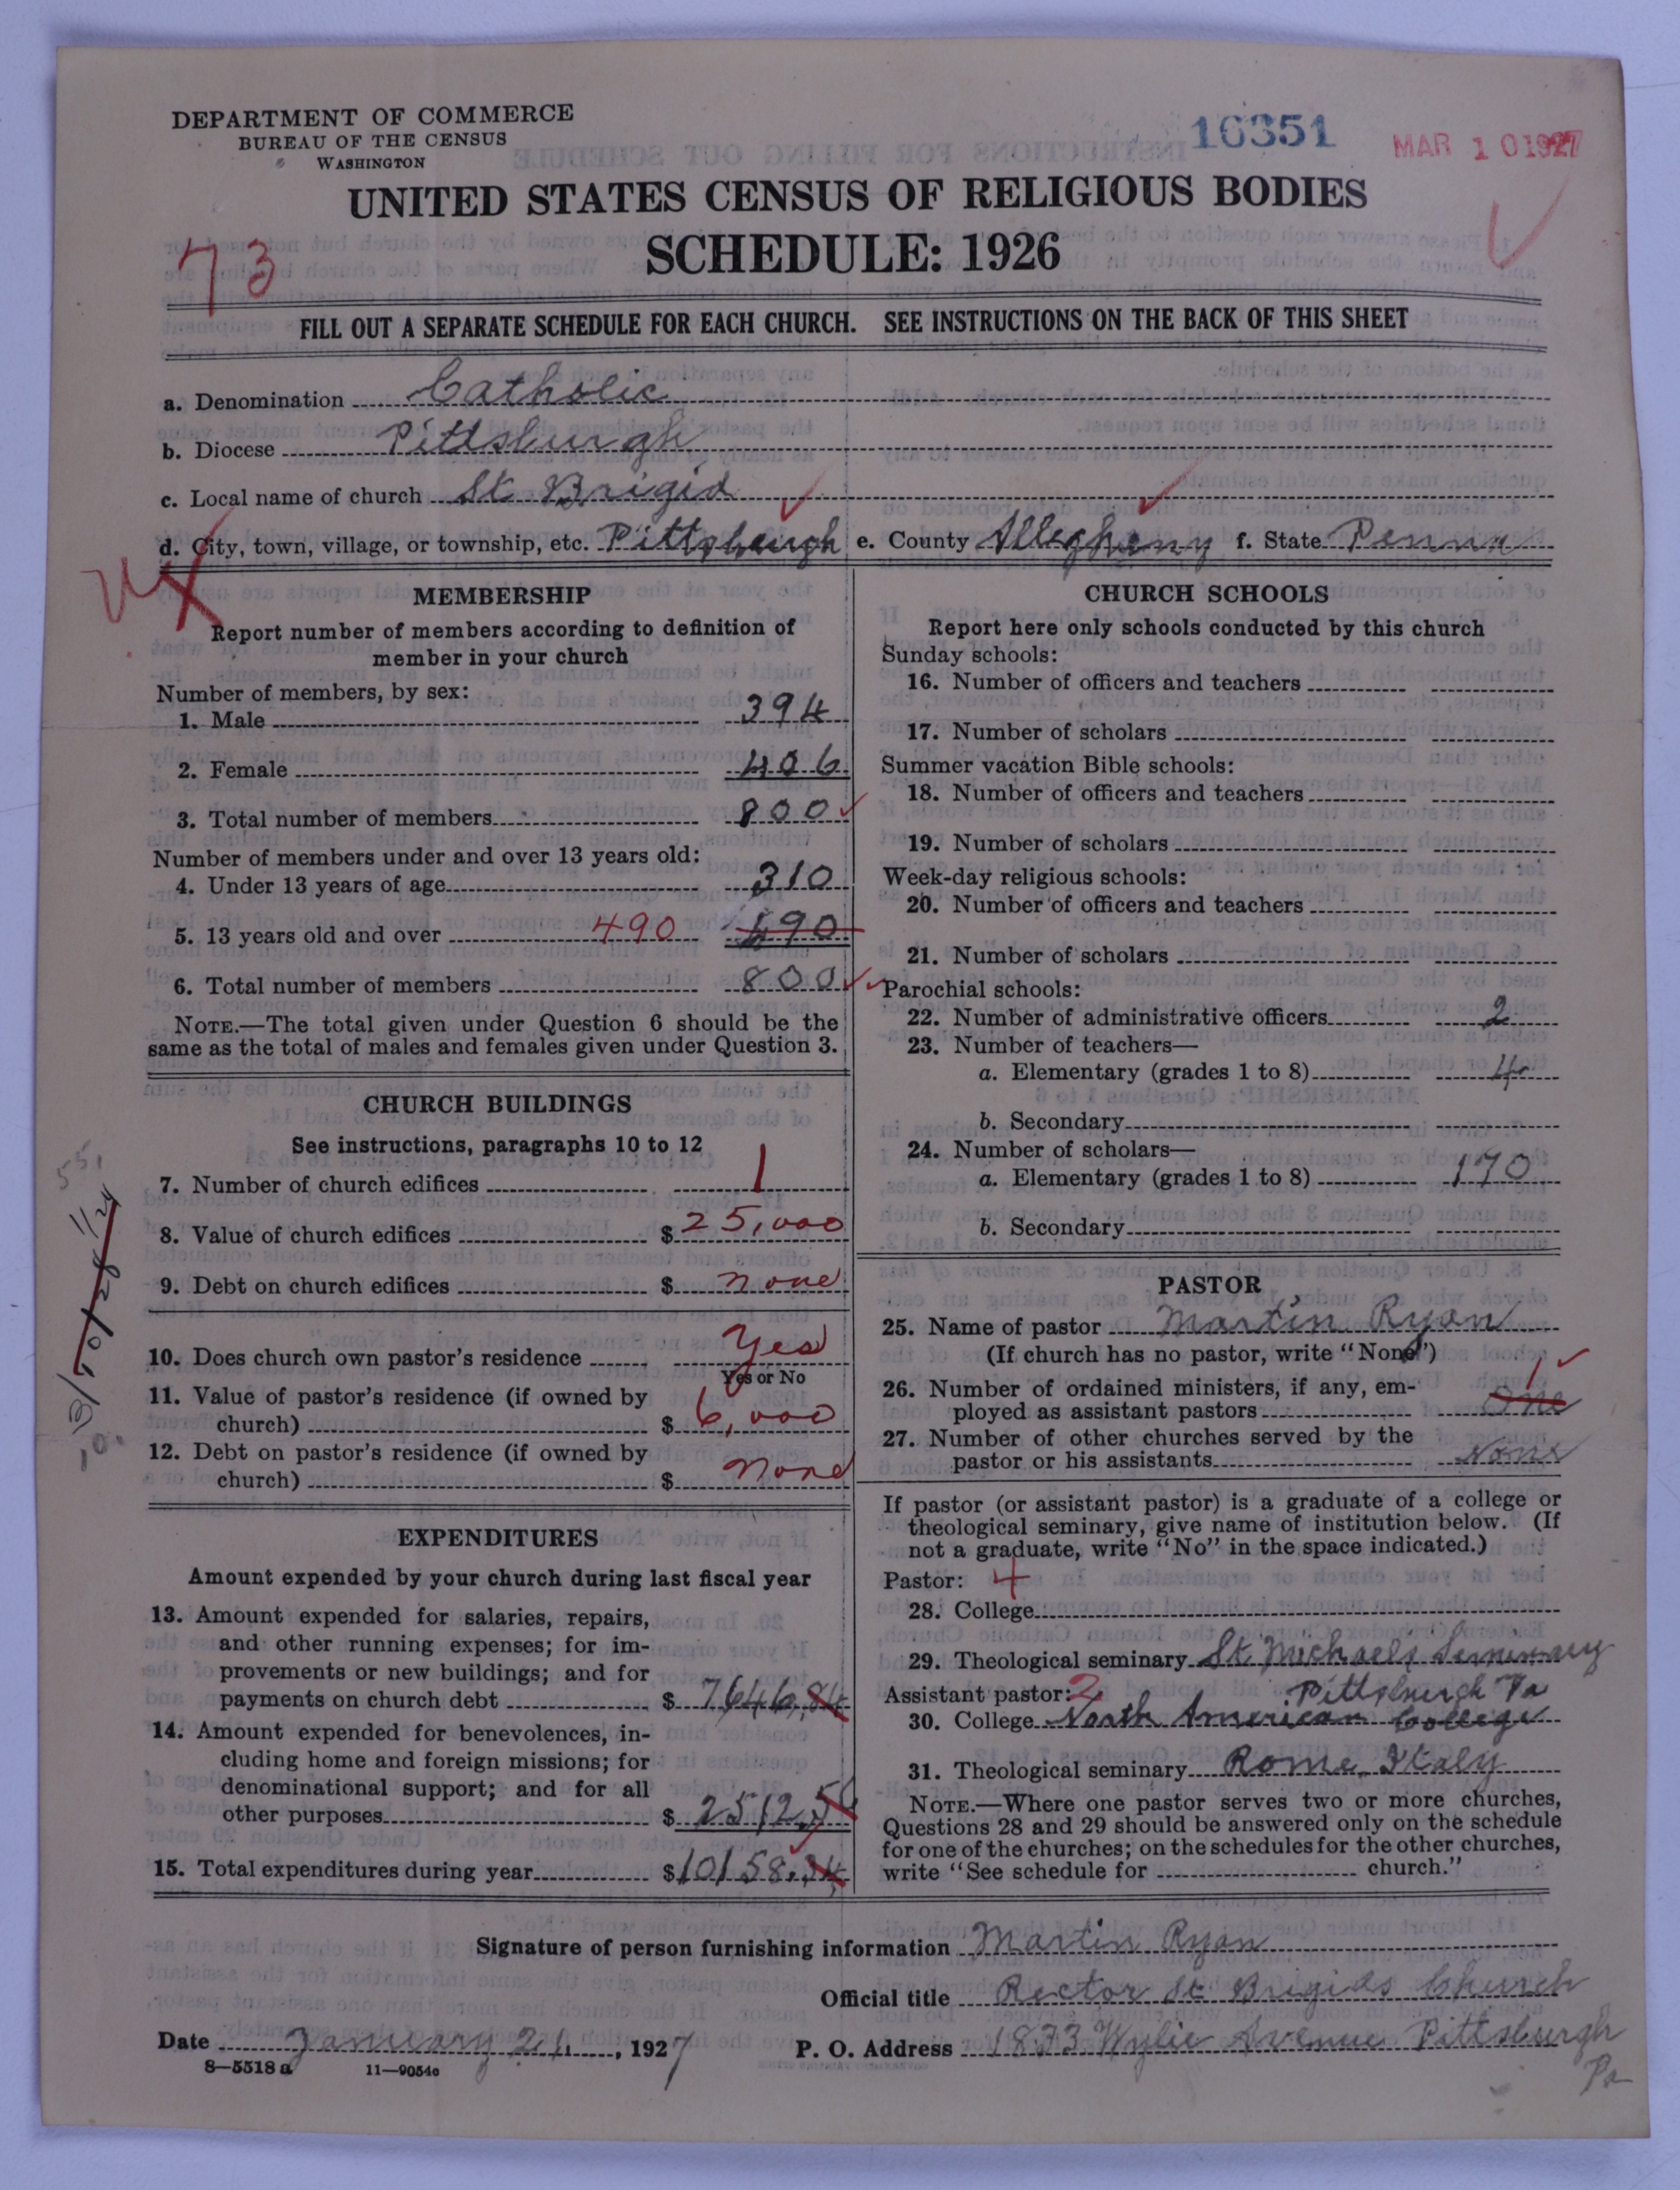 DEPARTMENT OF COMMERCE
BUREAU OF THE CENSUS
WASHINGTON
16351
MAR 10 1927
UNITED STATES CENSUS OF RELIGIOUS BODIES
SCHEDULE: 1926
73
FILL OUT A SEPARATE SCHEDULE FOR EACH CHURCH. SEE INSTRUCTIONS ON THE BACK OF THIS SHEET
a. Denomination Catholic
b. Diocese Pittsburgh
c. Local name of church St Brigid
d. City, town, village, or township, etc. Pittsburgh e. County Allegheny f. State Penna
MEMBERSHIP
Report number of members according to definition of
member in your church
Number of members, by sex:
1. Male 394
2. Female 406
3. Total number of members 800
Number of members under and over 13 years old:
4. Under 13 years of age 310
5. 13 years old and over 490 490
6. Total number of members 800
NOTE.—The total given under Question 6 should be the
same as the total of males and females given under Question 3.
CHURCH BUILDINGS
See instructions, paragraphs 10 to 12
7. Number of church edifices 1
8. Value of church edifices $25,000
9. Debt on church edifices $ none
10. Does church own pastor's residence Yes
Yes or No
11. Value of pastor's residence (if owned by
church) $ 6,000
12. Debt on pastor's residence (if owned by
church) $ none
EXPENDITURES
Amount expended by your church during last fiscal year
13. Amount expended for salaries, repairs,
and other running expenses; for im-
provements or new buildings; and for
payments on church debt $ 7646.84
14. Amount expended for benevolences, in-
cluding home and foreign missions; for
denominational support; and for all
other purposes $ 2512.50
15. Total expenditures during year $10158.34
CHURCH SCHOOLS
Report here only schools conducted by this church
Sunday schools:
16. Number of officers and teachers
17. Number of scholars
Summer vacation Bible schools:
18. Number of officers and teachers
19. Number of scholars
Week-day religious schools:
20. Number of officers and teachers
21. Number of scholars
Parochial schools:
22. Number of administrative officers 2
23. Number of teachers—
a. Elementary (grades 1 to 8) 4
b. Secondary
24. Number of scholars—
a. Elementary (grades 1 to 8) 170
b. Secondary
PASTOR
25. Name of pastor Martin Ryan
(If church has no pastor, write "None")
26. Number of ordained ministers, if any, em-
ployed as assistant pastors one 1
27. Number of other churches served by the
pastor or his assistants None
If pastor (or assistant pastor) is a graduate of a college or
theological seminary, give name of institution below. (If
not a graduate, write "No" in the space indicated.)
Pastor: 4
28. College
29. Theological seminary St Michael's Seminary
Assistant pastor: 2 Pittsburgh Pa
30. College North American College
31. Theological seminary Rome, Italy
NOTE.—Where one pastor serves two or more churches,
Questions 28 and 29 should be answered only on the schedule
for one of the churches; on the schedules for the other churches,
write "See schedule for church."
Signature of person furnishing information Martin Ryan
Official title Rector St Brigids Church
Date January 21, 1927 P. O. Address 1833 Wylie Avenue Pittsburgh
Pa
8—5518 a 11—9054c